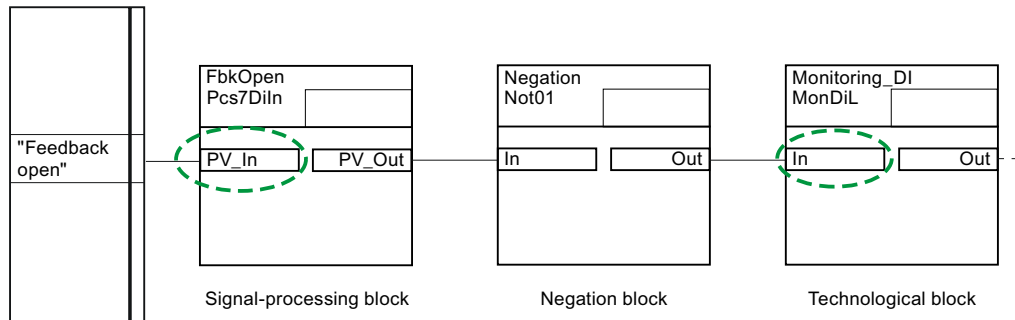 "Feedback
open"
FbkOpen
Pcs7DiIn
PV_In
PV_Out
Signal-processing block
Negation
Not01
In
Out
Negation block
Monitoring_DI
MonDiL
In
Out
Technological block